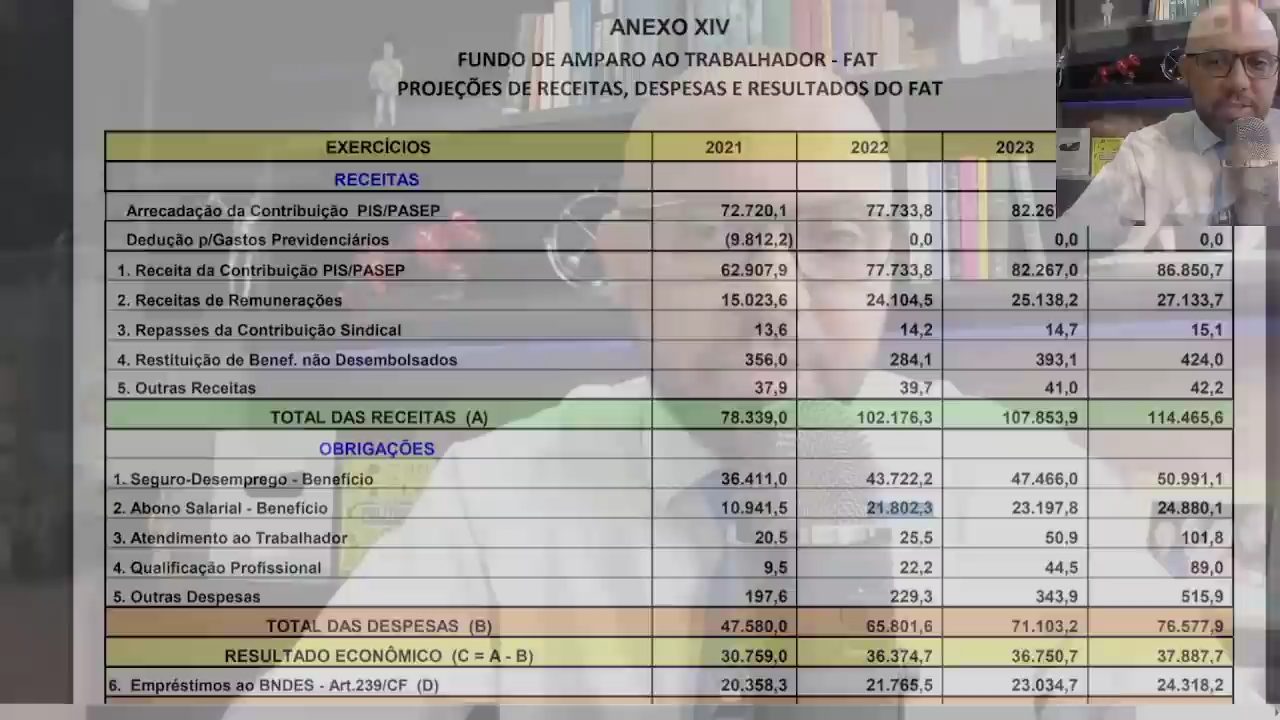 ANEXO XIV
FUNDO DE AMPARO AO TRABALHADOR - FAT
PROJEÇÕES DE RECEITAS, DESPESAS E RESULTADOS DO FAT
EXERCÍCIOS 2021 2022 2023
RECEITAS
Arrecadação da Contribuição PIS/PASEP 72.720,1 77.733,8
Dedução p/Gastos Previdenciários (9.812,2) 0,0 0,0 0,0
1. Receita da Contribuição PIS/PASEP 62.907,9 77.733,8 82.267,0 86.850,7
2. Receitas de Remunerações 15.023,6 24.104,5 25.138,2 27.133,7
3. Repasses da Contribuição Sindical 13,6 14,2 14,7 15,1
4. Restituição de Benef. não Desembolsados 356,0 284,1 393,1 424,0
5. Outras Receitas 37,9 39,7 41,0 42,2
TOTAL DAS RECEITAS (A) 78.339,0 102.176,3 107.853,9 114.465,6
OBRIGAÇÕES
1. Seguro-Desemprego - Benefício 36.411,0 43.722,2 47.466,0 50.991,1
2. Abono Salarial - Benefício 10.941,5 21.802,3 23.197,8 24.880,1
3. Atendimento ao Trabalhador 20,5 25,5 50,9 101,8
4. Qualificação Profissional 9,5 22,2 44,5 89,0
5. Outras Despesas 197,6 229,3 343,9 515,9
TOTAL DAS DESPESAS (B) 47.580,0 65.801,6 71.103,2 76.577,9
RESULTADO ECONÔMICO (C = A - B) 30.759,0 36.374,7 36.750,7 37.887,7
6. Empréstimos ao BNDES - Art.239/CF (D) 20.358,3 21.765,5 23.034,7 24.318,2